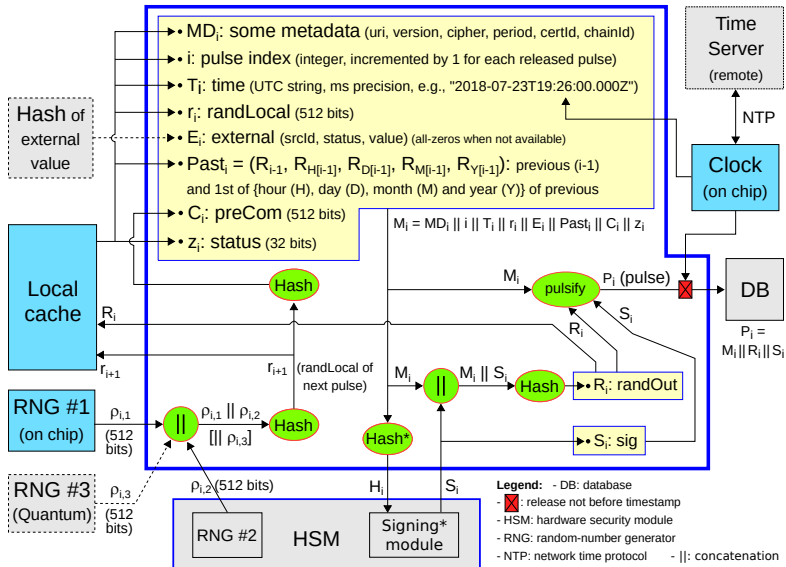 • MDi: some metadata (uri, version, cipher, period, certId, chainId)
• i: pulse index (integer, incremented by 1 for each released pulse)
• Ti: time (UTC string, ms precision, e.g., "2018-07-23T19:26:00.000Z")
• ri: randLocal (512 bits)
• Ei: external (srcId, status, value) (all-zeros when not available)
• Pasti = (Ri-1, RH[i-1], RD[i-1], RM[i-1], RY[i-1]): previous (i-1)
and 1st of {hour (H), day (D), month (M) and year (Y)} of previous
• Ci: preCom (512 bits)
• zi: status (32 bits)
Time
Server
(remote)
NTP
Clock
(on chip)
Hash of
external
value
Mi = MDi || i || Ti || ri || Ei || Pasti || Ci || zi
Local
cache
Hash
Mi
pulsify
Pi (pulse)
DB
Pi =
Mi||Ri||Si
Ri
Si
Ri
ri+1
ri+1
(randLocal of
next pulse)
Mi
||
Mi || Si
Hash
• Ri: randOut
RNG #1
(on chip)
ρi,1
(512
bits)
||
ρi,1 || ρi,2
[|| ρi,3]
Hash
Hash*
• Si: sig
RNG #3
(Quantum)
ρi,3
(512
bits)
ρi,2 (512 bits)
Hi
Si
RNG #2
HSM
Signing*
module
Legend: - DB: database
- : release not before timestamp
- HSM: hardware security module
- RNG: random-number generator
- NTP: network time protocol - ||: concatenation